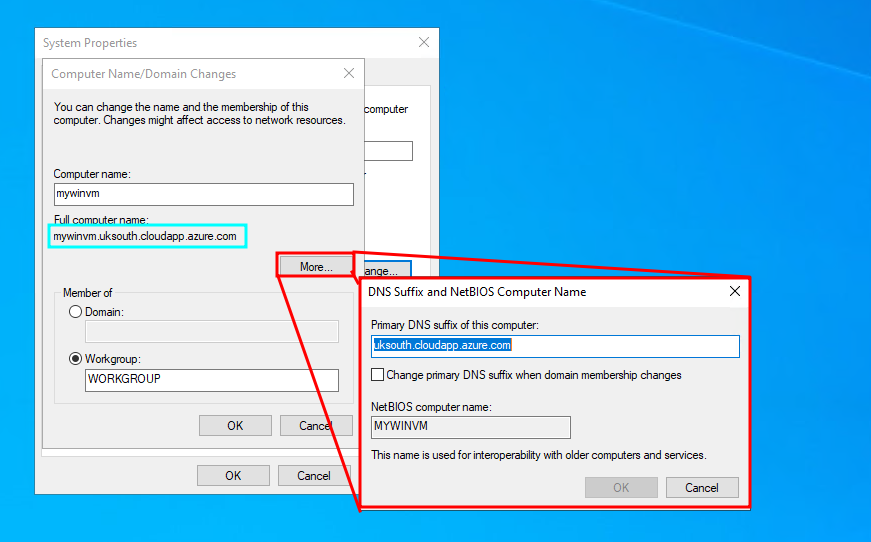 System Properties
Computer Name/Domain Changes
You can change the name and the membership of this
computer. Changes might affect access to network resources.
computer
Computer name:
mywinvm
Full computer name:
mywinvm.uksouth.cloudapp.azure.com
More...
ange...
Member of
Domain:
Workgroup:
WORKGROUP
OK
Cancel
OK
Cancel
DNS Suffix and NetBIOS Computer Name
Primary DNS suffix of this computer:
uksouth.cloudapp.azure.com
Change primary DNS suffix when domain membership changes
NetBIOS computer name:
MYWINVM
This name is used for interoperability with older computers and services.
OK
Cancel